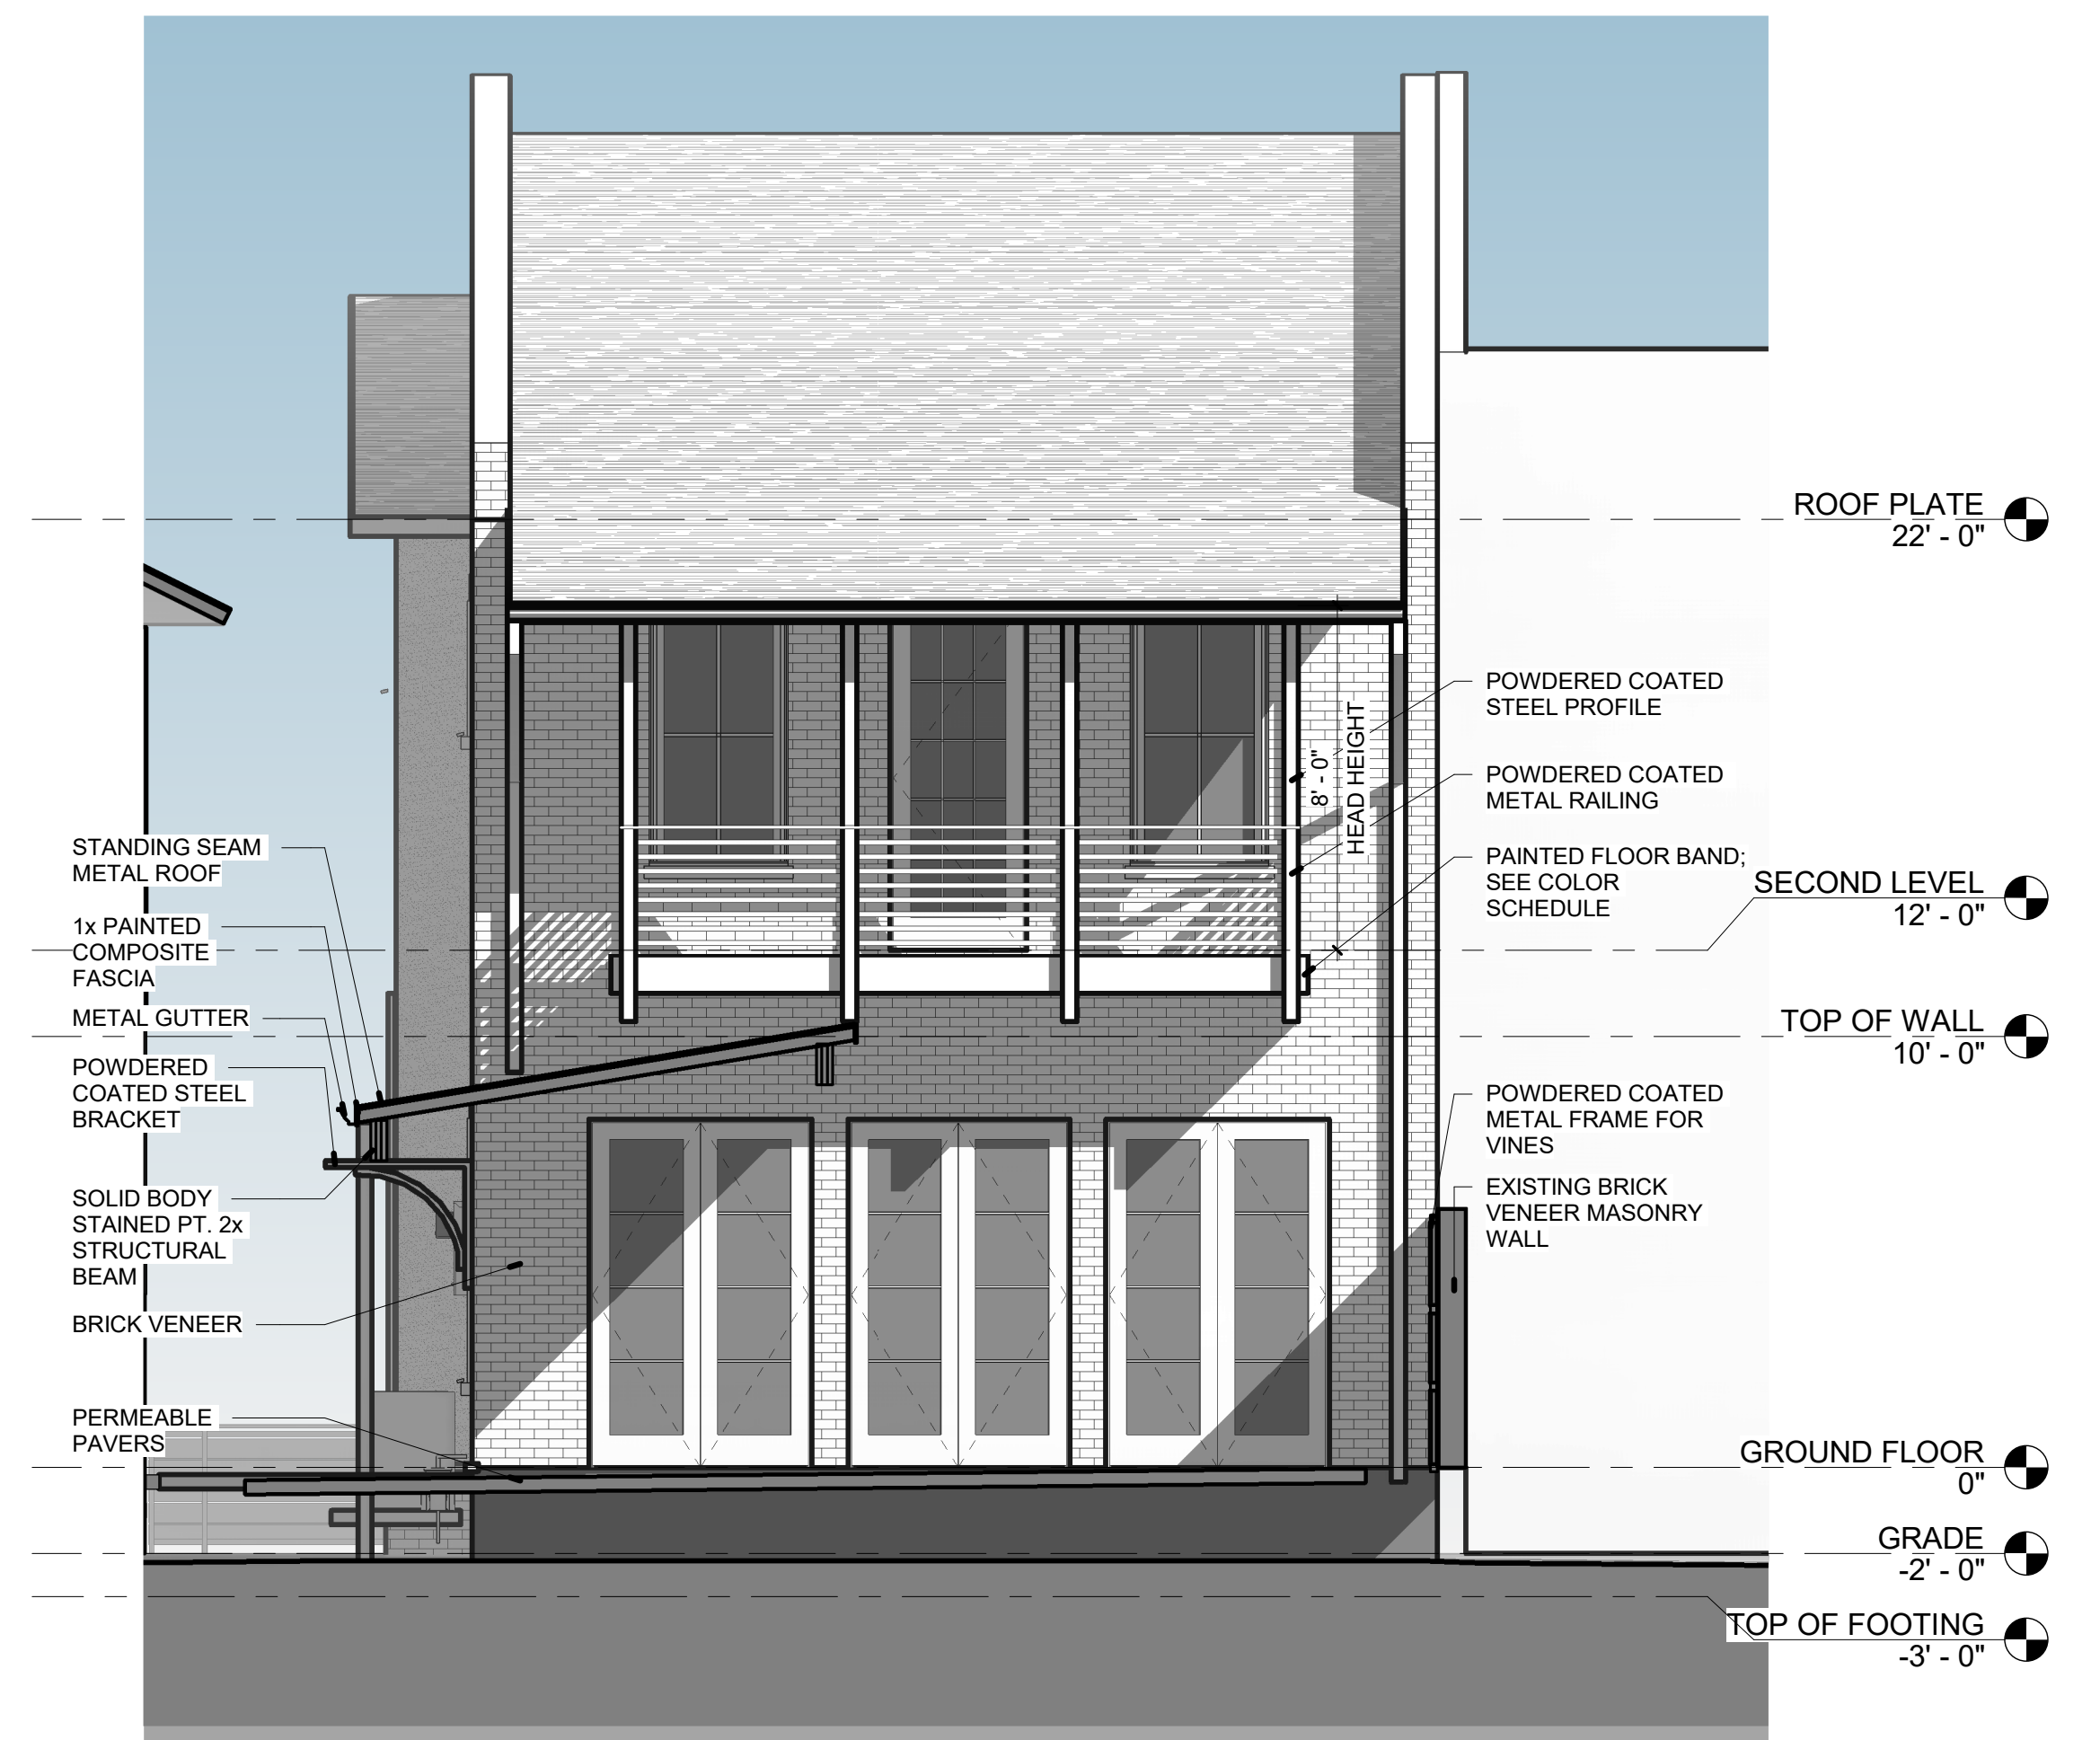 ROOF PLATE
22' - 0"
POWDERED COATED
STEEL PROFILE
8' - 0"
HEAD HEIGHT
POWDERED COATED
METAL RAILING
PAINTED FLOOR BAND;
SEE COLOR
SCHEDULE
SECOND LEVEL
12' - 0"
STANDING SEAM
METAL ROOF
1x PAINTED
COMPOSITE
FASCIA
METAL GUTTER
TOP OF WALL
10' - 0"
POWDERED
COATED STEEL
BRACKET
POWDERED COATED
METAL FRAME FOR
VINES
SOLID BODY
STAINED PT. 2x
STRUCTURAL
BEAM
EXISTING BRICK
VENEER MASONRY
WALL
BRICK VENEER
PERMEABLE
PAVERS
GROUND FLOOR
0"
GRADE
-2' - 0"
TOP OF FOOTING
-3' - 0"